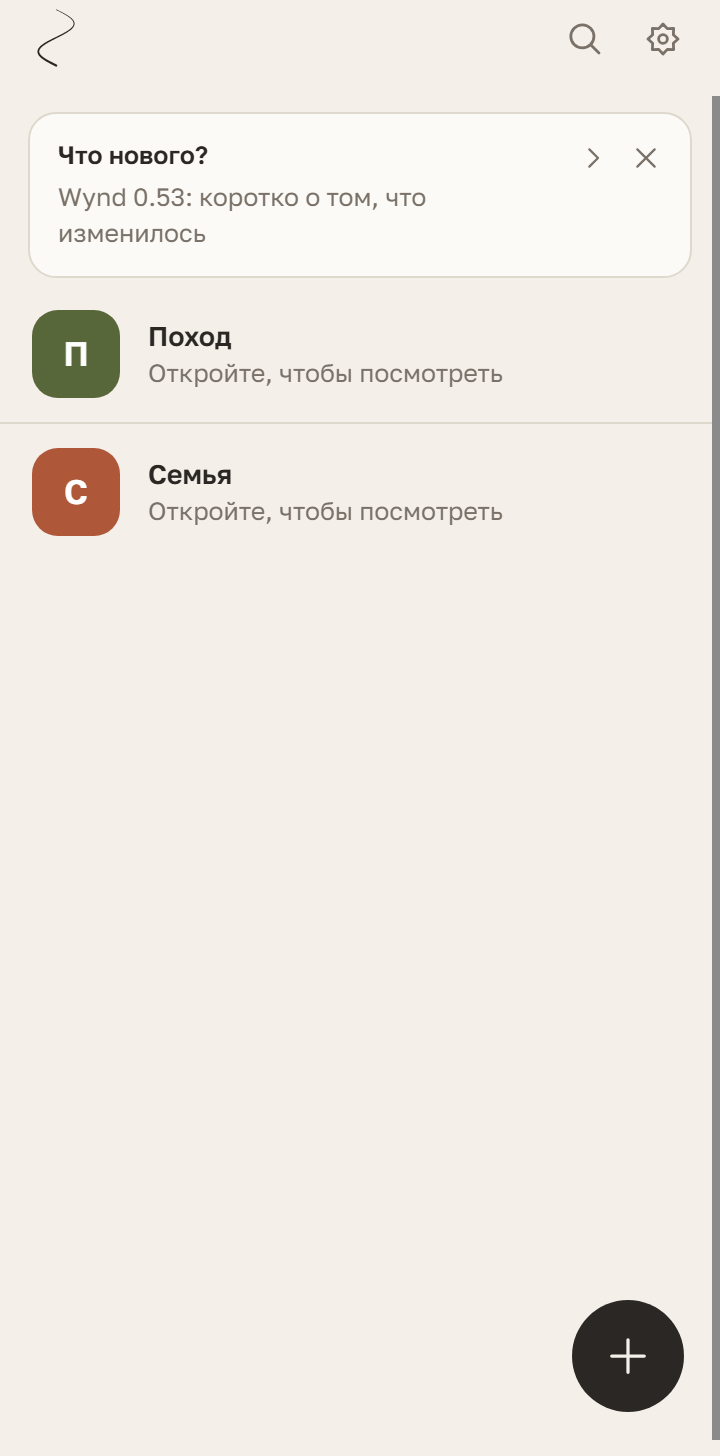 Что нового?
Wynd 0.53: коротко о том, что
изменилось
П
Поход
Откройте, чтобы посмотреть
С
Семья
Откройте, чтобы посмотреть